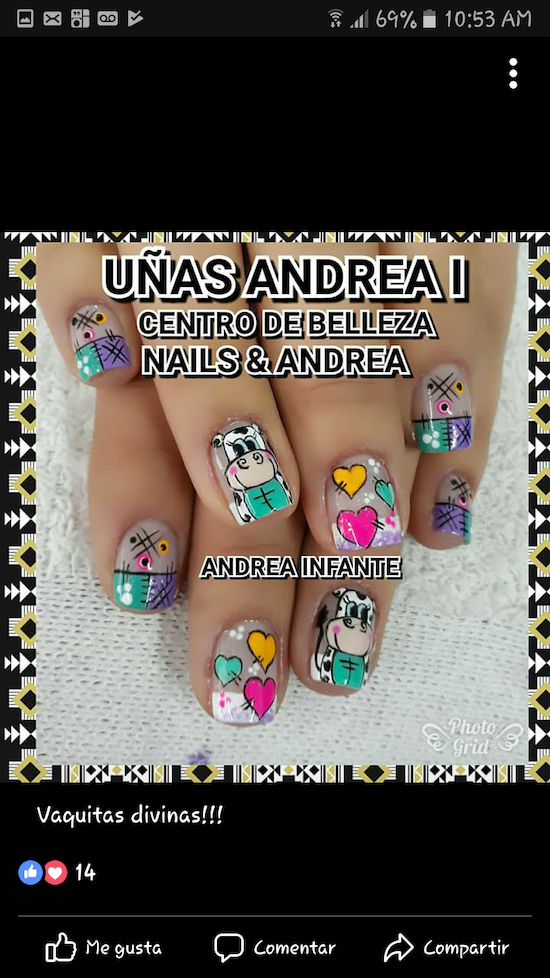 69% 10:53 AM
UÑAS ANDREA I
CENTRO DE BELLEZA
NAILS & ANDREA
ANDREA INFANTE
Photo
Grid
Vaquitas divinas!!!
14
Me gusta Comentar Compartir